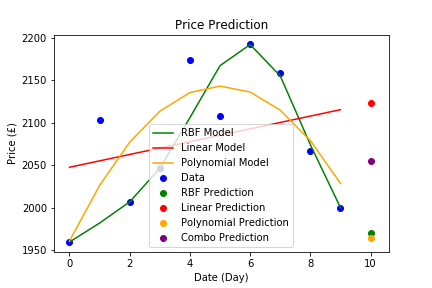 Price Prediction
2200
2150
2100
2050
2000
1950
Price (£)
RBF Model
Linear Model
Polynomial Model
Data
RBF Prediction
Linear Prediction
Polynomial Prediction
Combo Prediction
0 2 4 6 8 10
Date (Day)